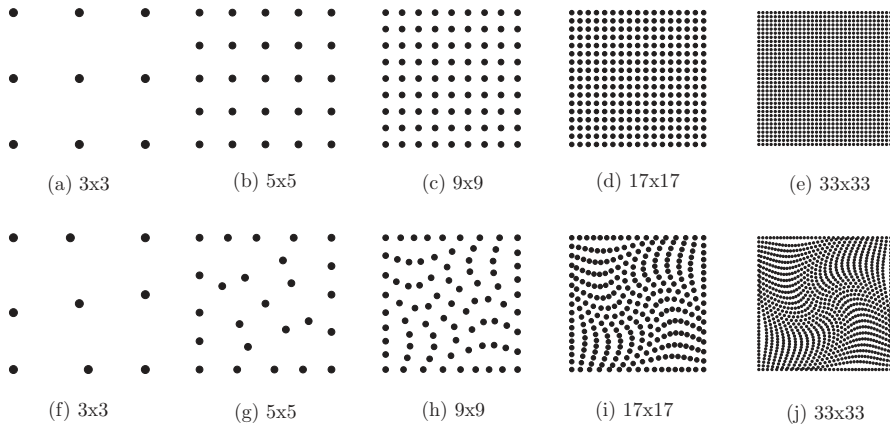 (a) 3x3
(b) 5x5
(c) 9x9
(d) 17x17
(e) 33x33
(f) 3x3
(g) 5x5
(h) 9x9
(i) 17x17
(j) 33x33